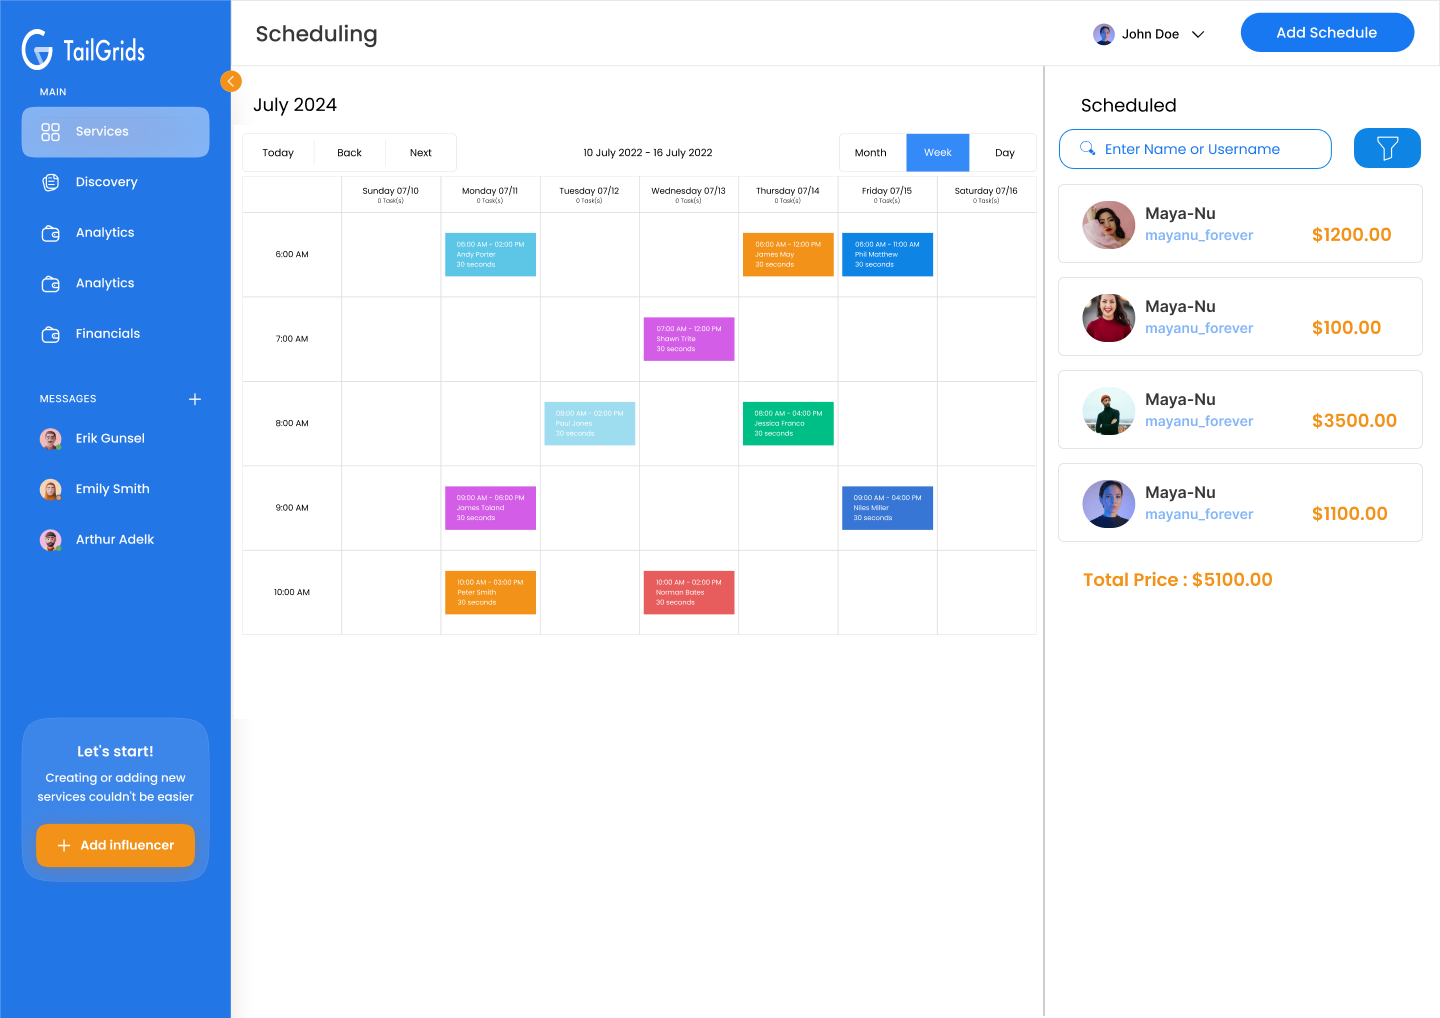 TailGrids
MAIN
Services
Discovery
Analytics
Analytics
Financials
MESSAGES
Erik Gunsel
Emily Smith
Arthur Adelk
Let's start!
Creating or adding new
services couldn't be easier
Add influencer
Scheduling
John Doe
Add Schedule
July 2024
Today Back Next
10 July 2022 - 16 July 2022
Month Week Day
Sunday 07/10 Monday 07/11 Tuesday 07/12 Wednesday 07/13 Thursday 07/14 Friday 07/15 Saturday 07/16
0 Task(s) 0 Task(s) 0 Task(s) 0 Task(s) 0 Task(s) 0 Task(s) 0 Task(s)
6:00 AM
06:00 AM - 02:00 PM
Andy Porter
30 seconds
06:00 AM - 12:00 PM
James May
30 seconds
06:00 AM - 11:00 AM
Phil Matthew
30 seconds
7:00 AM
07:00 AM - 12:00 PM
Shawn Trite
30 seconds
8:00 AM
08:00 AM - 02:00 PM
Paul Jones
30 seconds
08:00 AM - 04:00 PM
Jessica Franco
30 seconds
9:00 AM
09:00 AM - 06:00 PM
James Toland
30 seconds
09:00 AM - 04:00 PM
Niles Miller
30 seconds
10:00 AM
10:00 AM - 03:00 PM
Peter Smith
30 seconds
10:00 AM - 02:00 PM
Norman Bates
30 seconds
Scheduled
Enter Name or Username
Maya-Nu
mayanu_forever
$1200.00
Maya-Nu
mayanu_forever
$100.00
Maya-Nu
mayanu_forever
$3500.00
Maya-Nu
mayanu_forever
$1100.00
Total Price : $5100.00